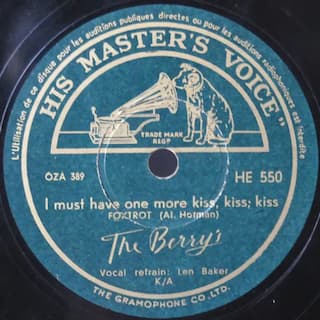 L'Utilisation de ce disque pour les auditions publiques directes ou pour les auditions radiophoniques est interdite
"HIS MASTER'S VOICE"
TRADE MARK
REGD
OZA 389
HE 550
I must have one more kiss, kiss; kiss
FOXTROT (Al. Hofman)
The Berry's
Vocal refrain: Len Baker
K/A
THE GRAMOPHONE CO., LTD.